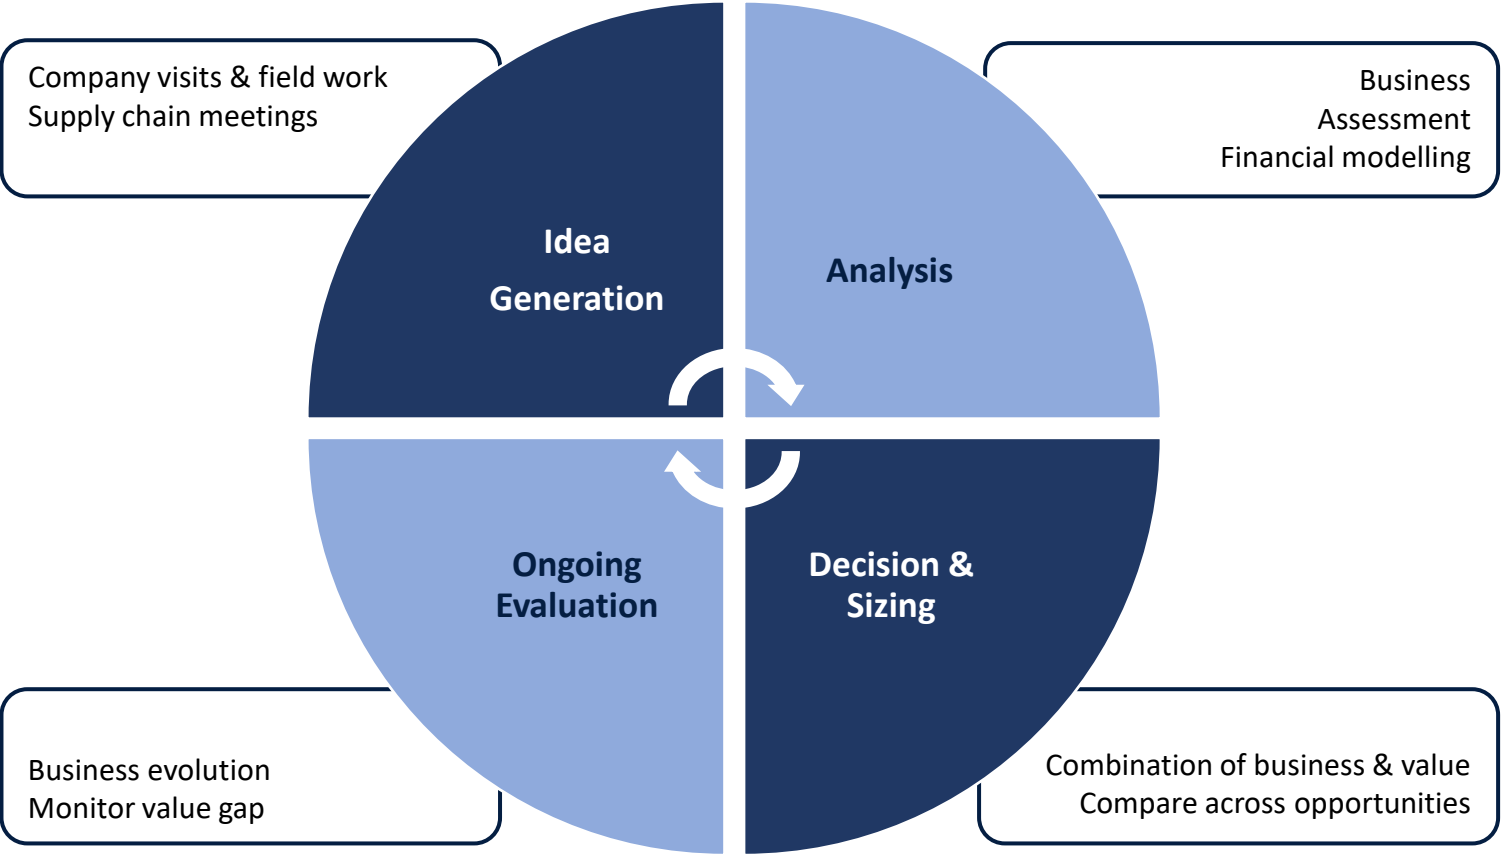 Company visits & field work
Supply chain meetings
Business
Assessment
Financial modelling
Idea
Generation
Analysis
Ongoing
Evaluation
Decision &
Sizing
Business evolution
Monitor value gap
Combination of business & value
Compare across opportunities